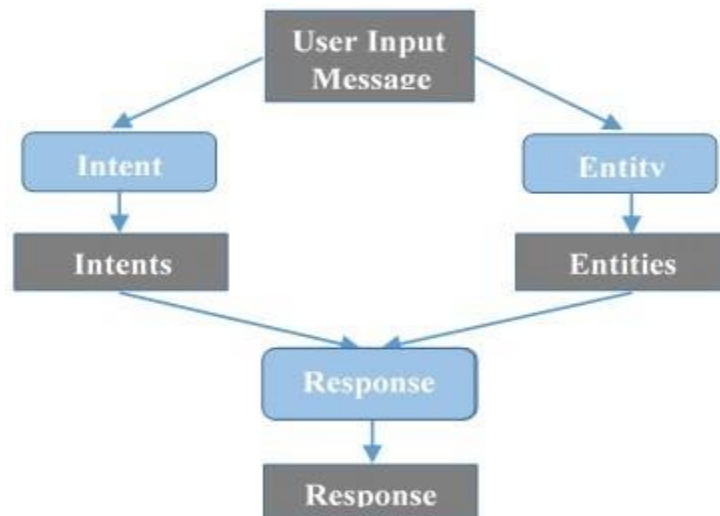 User Input
Message
Intent
Entity
Intents
Entities
Response
Response